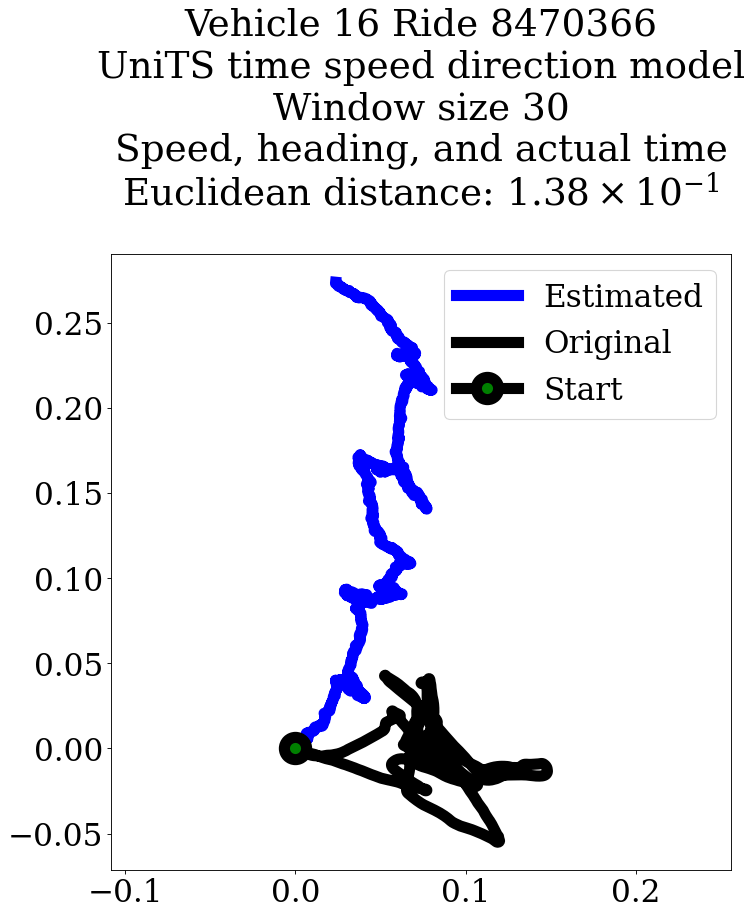 Vehicle 16 Ride 8470366
UniTS time speed direction model
Window size 30
Speed, heading, and actual time
Euclidean distance: 1.38 × 10⁻¹
Estimated
Original
Start
0.25
0.20
0.15
0.10
0.05
0.00
−0.05
−0.1 0.0 0.1 0.2